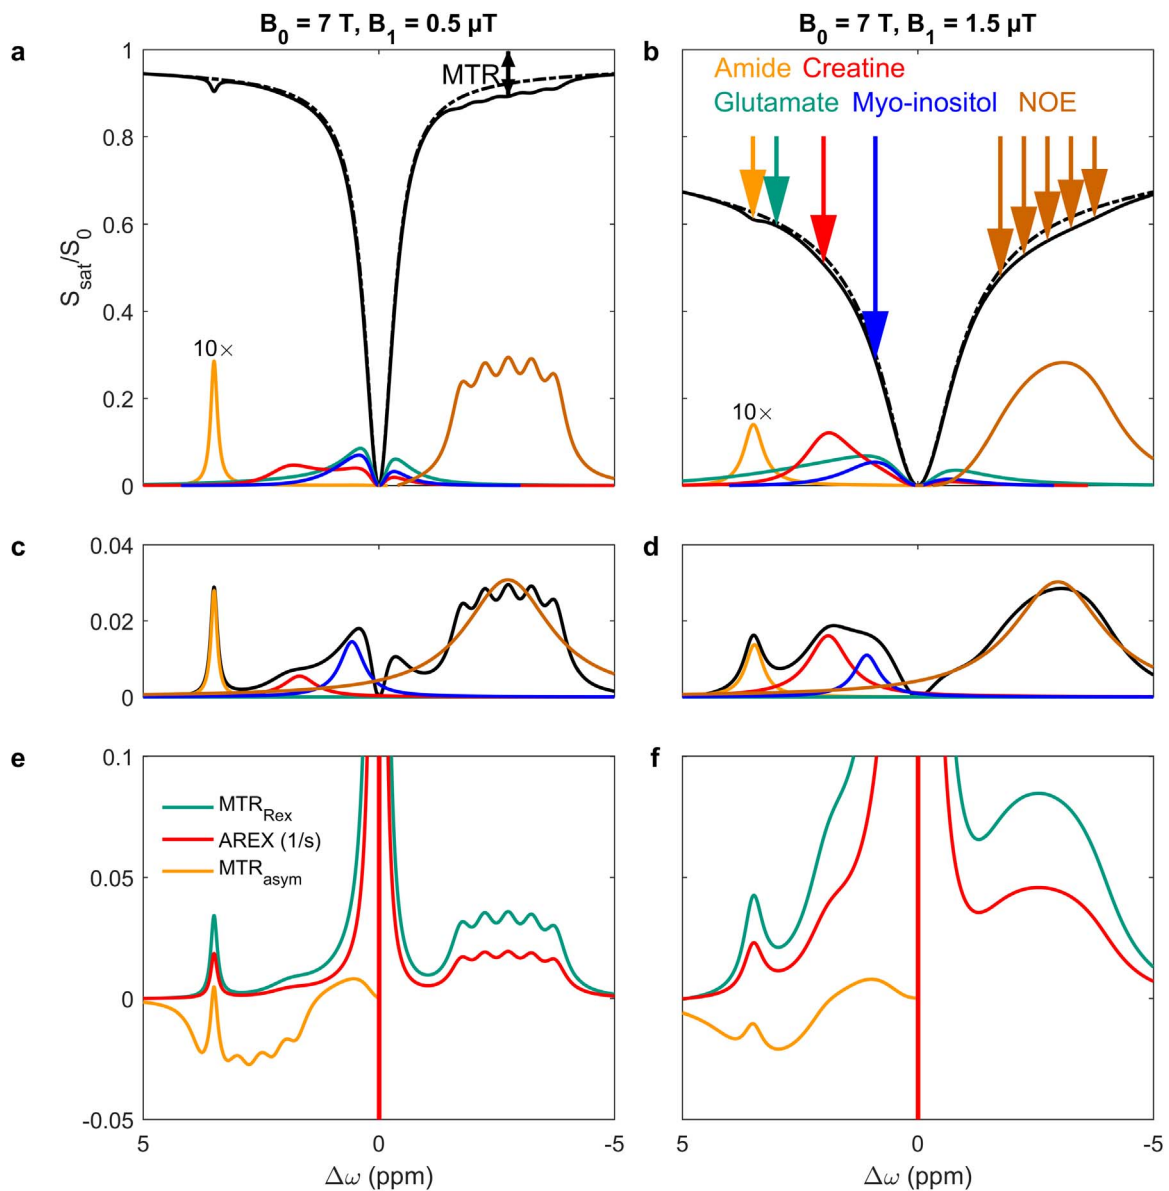 B0 = 7 T, B1 = 0.5 µT
B0 = 7 T, B1 = 1.5 µT
a
1
0.8
0.6
0.4
0.2
0
Ssat/S0
MTR
10×
b
Amide Creatine
Glutamate Myo-inositol NOE
10×
c
0.04
0.02
0
d
e
0.1
0.05
0
-0.05
MTRRex
AREX (1/s)
MTRasym
5 0 -5
Δω (ppm)
f
5 0 -5
Δω (ppm)